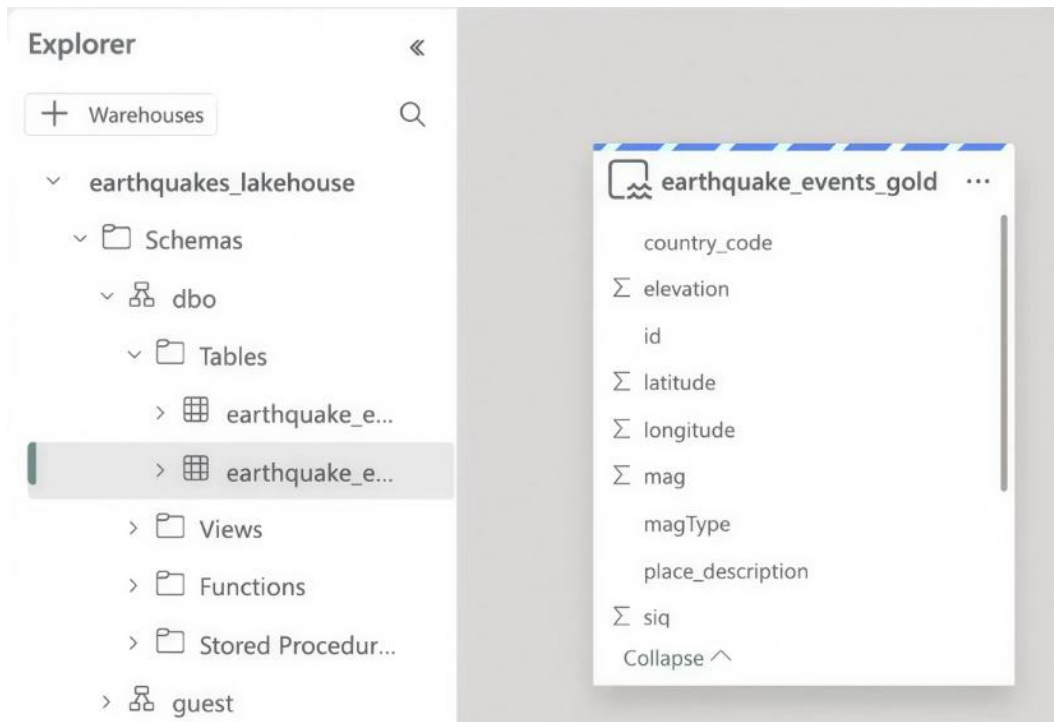 Explorer
Warehouses
earthquakes_lakehouse
Schemas
dbo
Tables
earthquake_e...
earthquake_e...
Views
Functions
Stored Procedur...
guest
earthquake_events_gold
country_code
Σ elevation
id
Σ latitude
Σ longitude
Σ mag
magType
place_description
Σ siq
Collapse